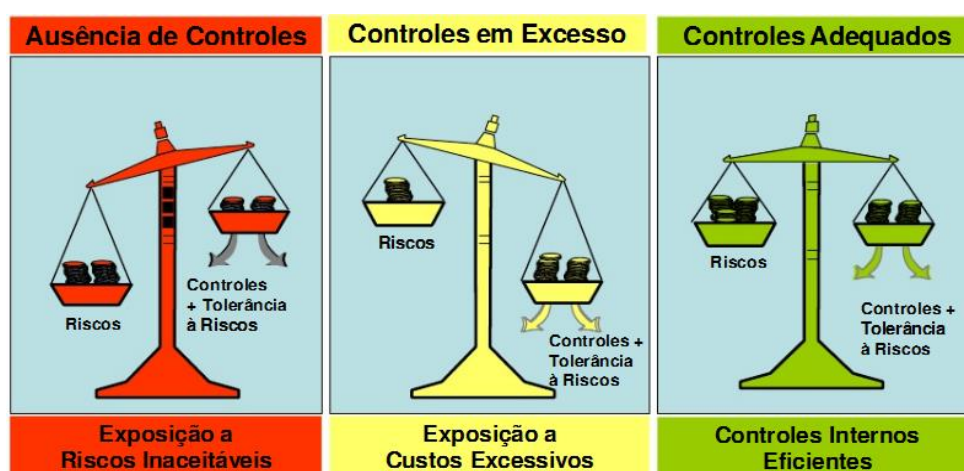 Ausência de Controles
Riscos
Controles
+ Tolerância
à Riscos
Exposição a
Riscos Inaceitáveis
Controles em Excesso
Riscos
Controles +
Tolerância
à Riscos
Exposição a
Custos Excessivos
Controles Adequados
Riscos
Controles +
Tolerância
à Riscos
Controles Internos
Eficientes